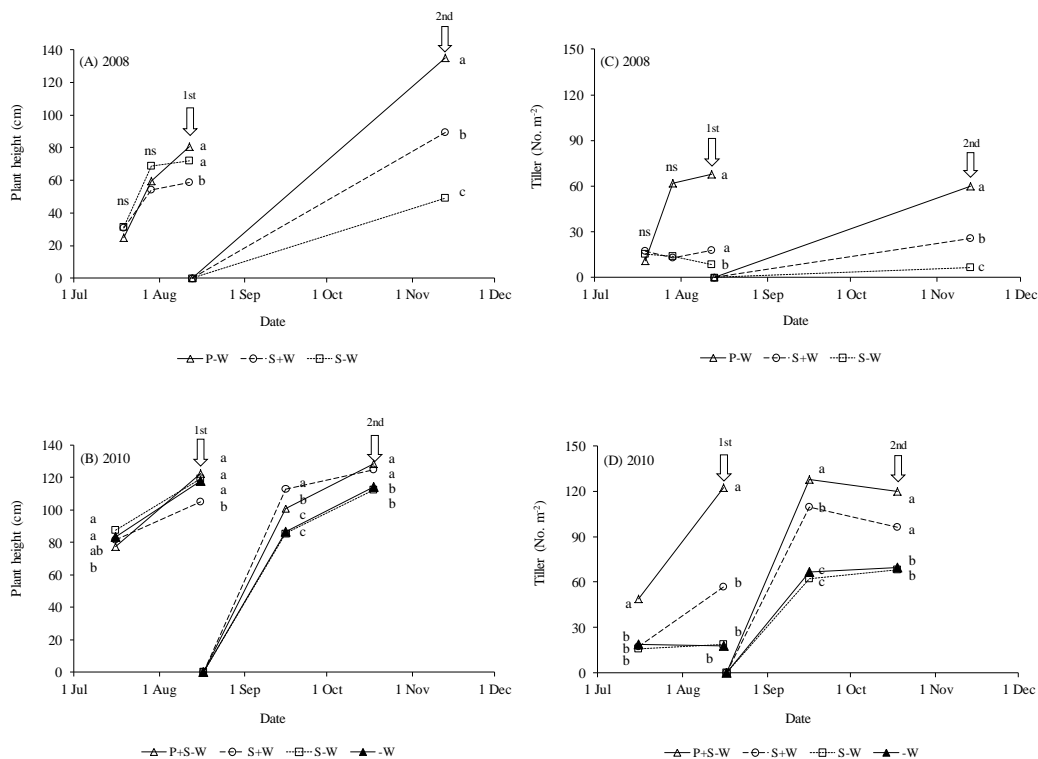 2nd
140
(A) 2008
120
1st
100
a
80
ns
a
a
60
ns
b
b
40
c
20
0
1 Jul 1 Aug 1 Sep 1 Oct 1 Nov 1 Dec
Plant height (cm)
Date
P-W S+W S-W
150
(C) 2008
120
1st
2nd
90
ns
a
60
a
ns
30
a
b
b
c
0
1 Jul 1 Aug 1 Sep 1 Oct 1 Nov 1 Dec
Tiller (No. m-2)
Date
P-W S+W S-W
1st
2nd
140
(B) 2010
a
a
120
a
a
a
b
b
100
b
b
a
c
80
a
c
ab
60
b
40
20
0
1 Jul 1 Aug 1 Sep 1 Oct 1 Nov 1 Dec
Plant height (cm)
Date
P+S-W S+W S-W -W
1st
2nd
150
(D) 2010
a
120
a
a
b
90
a
60
b
c
b
a
c
b
30
b
b
b
b
b
0
1 Jul 1 Aug 1 Sep 1 Oct 1 Nov 1 Dec
Tiller (No. m-2)
Date
P+S-W S+W S-W -W